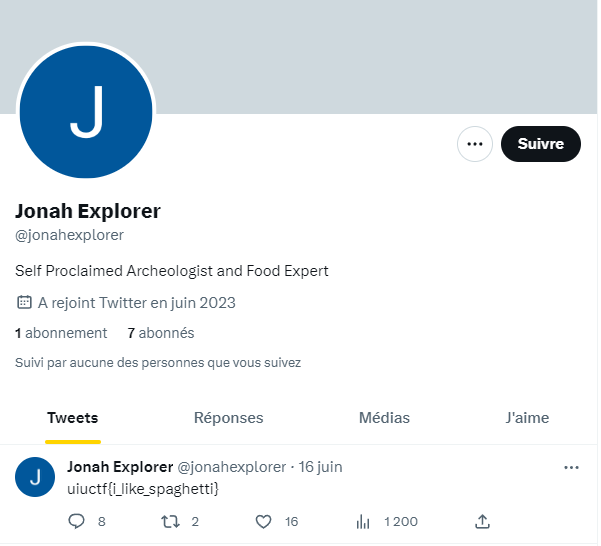 J
Suivre
Jonah Explorer
@jonahexplorer
Self Proclaimed Archeologist and Food Expert
A rejoint Twitter en juin 2023
1 abonnement 7 abonnés
Suivi par aucune des personnes que vous suivez
Tweets Réponses Médias J'aime
J Jonah Explorer @jonahexplorer · 16 juin
uiuctf{i_like_spaghetti}
8 2 16 1 200